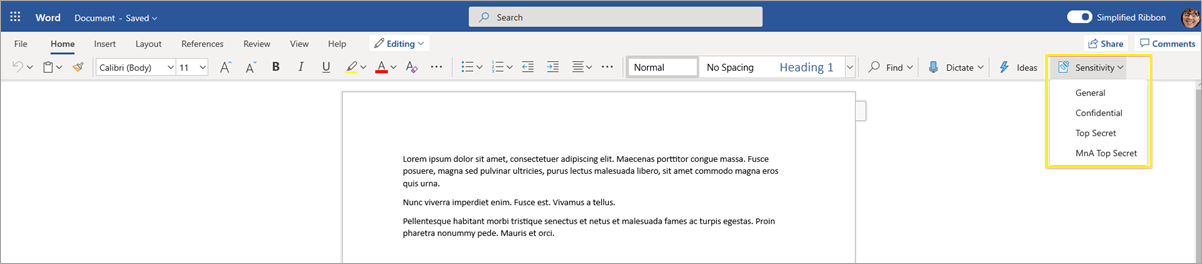 Word Document - Saved Search Simplified Ribbon
File Home Insert Layout References Review View Help Editing Share Comments
Calibri (Body) 11 A A B I U A A Normal No Spacing Heading 1 Find Dictate Ideas Sensitivity
General
Confidential
Top Secret
MnA Top Secret
Lorem ipsum dolor sit amet, consectetuer adipiscing elit. Maecenas porttitor congue massa. Fusce
posuere, magna sed pulvinar ultricies, purus lectus malesuada libero, sit amet commodo magna eros
quis urna.
Nunc viverra imperdiet enim. Fusce est. Vivamus a tellus.
Pellentesque habitant morbi tristique senectus et netus et malesuada fames ac turpis egestas. Proin
pharetra nonummy pede. Mauris et orci.